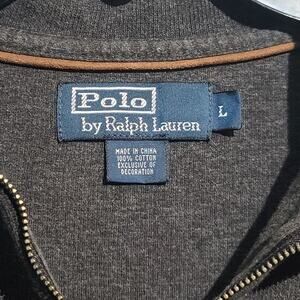 Polo
by Ralph Lauren
L
MADE IN CHINA
100% COTTON
EXCLUSIVE OF
DECORATION